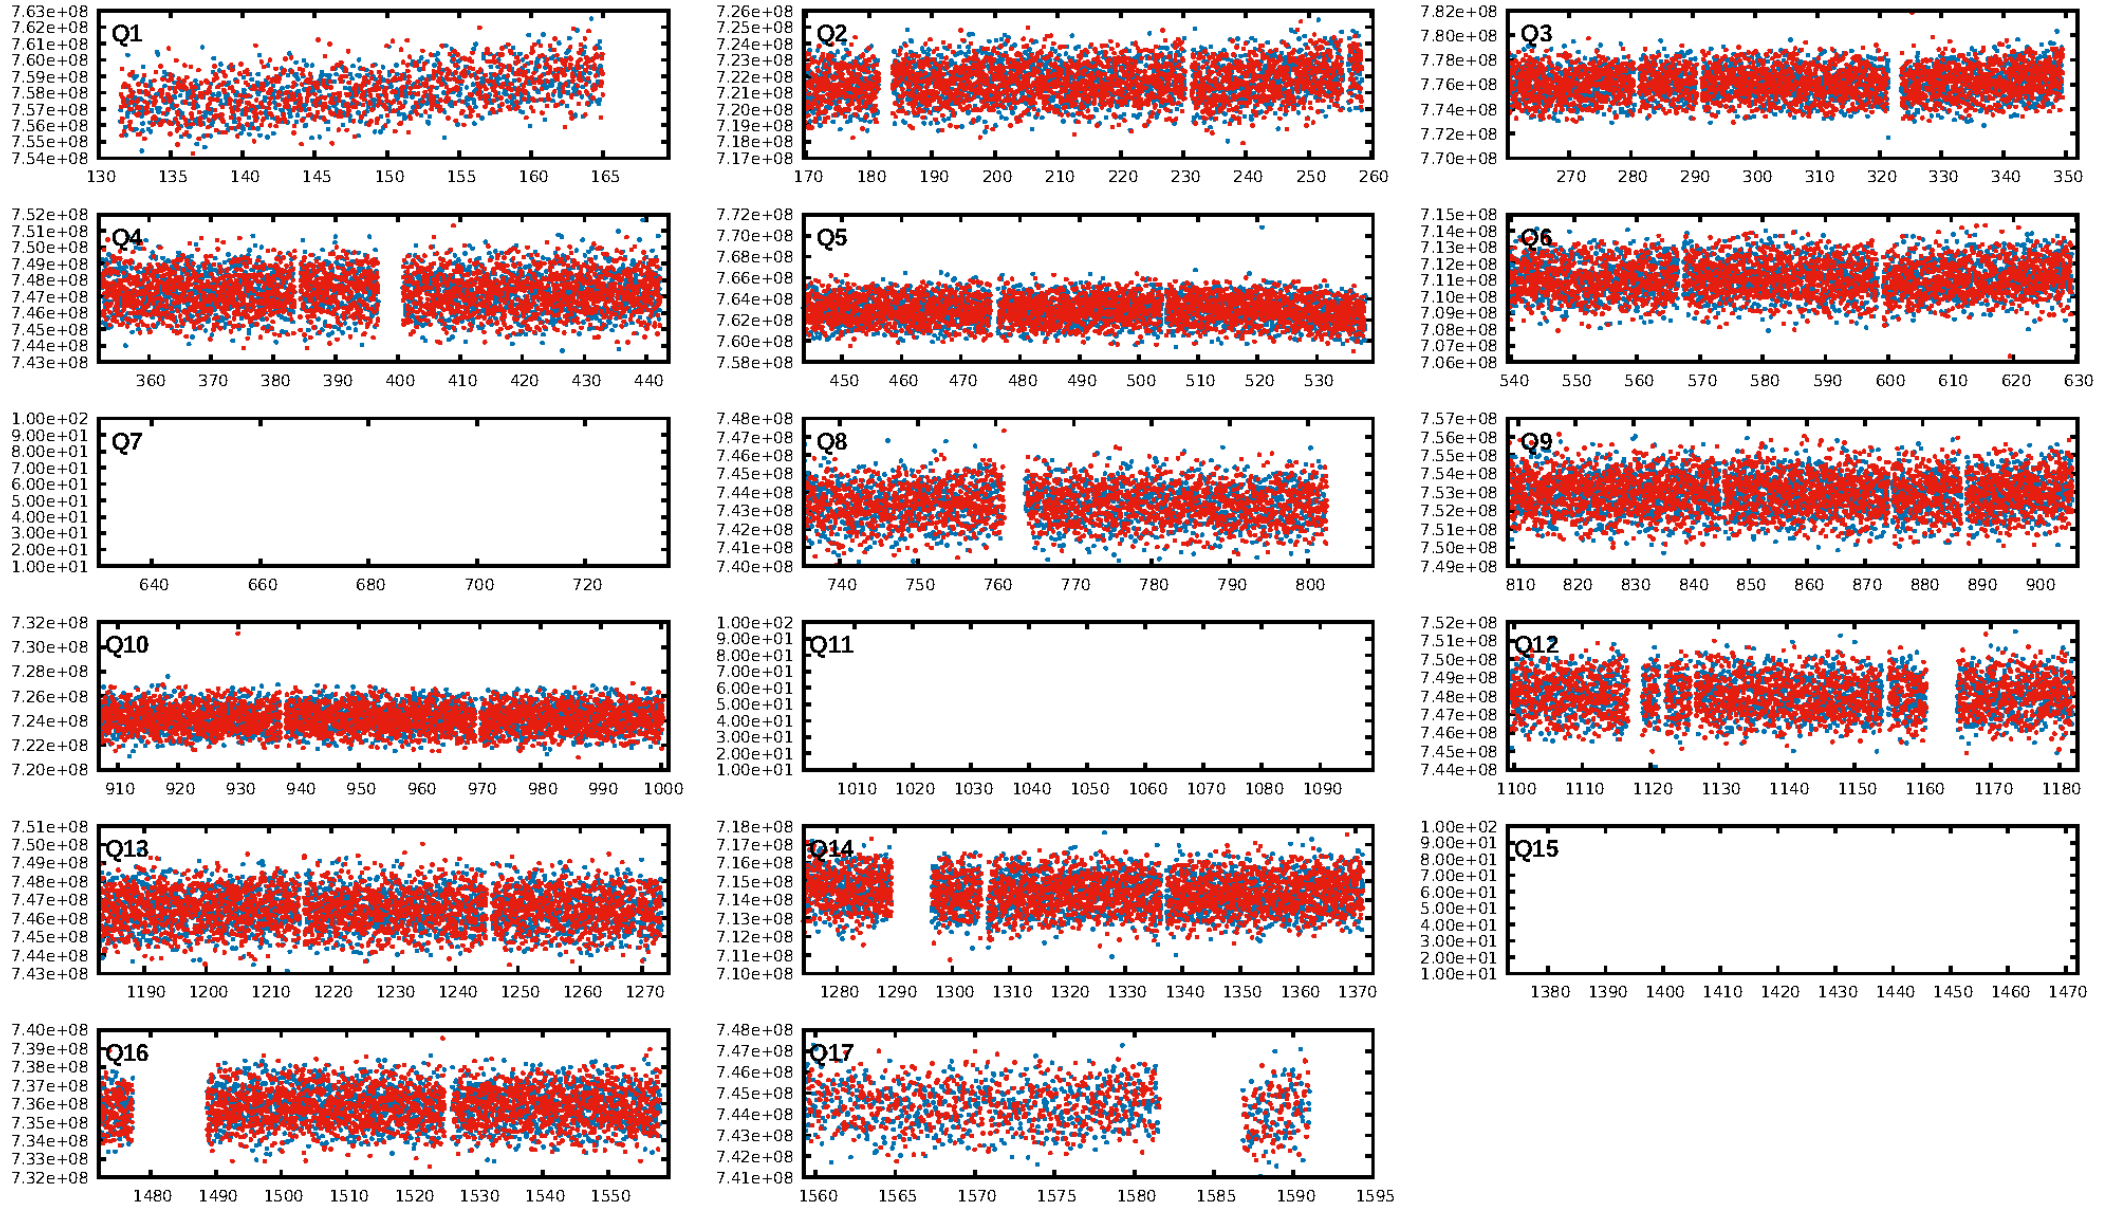 7.63e+08
7.62e+08
7.61e+08
7.60e+08
7.59e+08
7.58e+08
7.57e+08
7.56e+08
7.55e+08
7.54e+08
Q1
130 135 140 145 150 155 160 165
7.26e+08
7.25e+08
7.24e+08
7.23e+08
7.22e+08
7.21e+08
7.20e+08
7.19e+08
7.18e+08
7.17e+08
Q2
170 180 190 200 210 220 230 240 250 260
7.82e+08
7.80e+08
7.78e+08
7.76e+08
7.74e+08
7.72e+08
7.70e+08
Q3
270 280 290 300 310 320 330 340 350
7.52e+08
7.51e+08
7.50e+08
7.49e+08
7.48e+08
7.47e+08
7.46e+08
7.45e+08
7.44e+08
7.43e+08
Q4
360 370 380 390 400 410 420 430 440
7.72e+08
7.70e+08
7.68e+08
7.66e+08
7.64e+08
7.62e+08
7.60e+08
7.58e+08
Q5
450 460 470 480 490 500 510 520 530
7.15e+08
7.14e+08
7.13e+08
7.12e+08
7.11e+08
7.10e+08
7.09e+08
7.08e+08
7.07e+08
7.06e+08
Q6
540 550 560 570 580 590 600 610 620 630
1.00e+02
9.00e+01
8.00e+01
7.00e+01
6.00e+01
5.00e+01
4.00e+01
3.00e+01
2.00e+01
1.00e+01
Q7
640 660 680 700 720
7.48e+08
7.47e+08
7.46e+08
7.45e+08
7.44e+08
7.43e+08
7.42e+08
7.41e+08
7.40e+08
Q8
740 750 760 770 780 790 800
7.57e+08
7.56e+08
7.55e+08
7.54e+08
7.53e+08
7.52e+08
7.51e+08
7.50e+08
7.49e+08
Q9
810 820 830 840 850 860 870 880 890 900
7.32e+08
7.30e+08
7.28e+08
7.26e+08
7.24e+08
7.22e+08
7.20e+08
Q10
910 920 930 940 950 960 970 980 990 1000
1.00e+02
9.00e+01
8.00e+01
7.00e+01
6.00e+01
5.00e+01
4.00e+01
3.00e+01
2.00e+01
1.00e+01
Q11
1010 1020 1030 1040 1050 1060 1070 1080 1090
7.52e+08
7.51e+08
7.50e+08
7.49e+08
7.48e+08
7.47e+08
7.46e+08
7.45e+08
7.44e+08
Q12
1100 1110 1120 1130 1140 1150 1160 1170 1180
7.51e+08
7.50e+08
7.49e+08
7.48e+08
7.47e+08
7.46e+08
7.45e+08
7.44e+08
7.43e+08
Q13
1190 1200 1210 1220 1230 1240 1250 1260 1270
7.18e+08
7.17e+08
7.16e+08
7.15e+08
7.14e+08
7.13e+08
7.12e+08
7.11e+08
7.10e+08
Q14
1280 1290 1300 1310 1320 1330 1340 1350 1360 1370
1.00e+02
9.00e+01
8.00e+01
7.00e+01
6.00e+01
5.00e+01
4.00e+01
3.00e+01
2.00e+01
1.00e+01
Q15
1380 1390 1400 1410 1420 1430 1440 1450 1460 1470
7.40e+08
7.39e+08
7.38e+08
7.37e+08
7.36e+08
7.35e+08
7.34e+08
7.33e+08
7.32e+08
Q16
1480 1490 1500 1510 1520 1530 1540 1550
7.48e+08
7.47e+08
7.46e+08
7.45e+08
7.44e+08
7.43e+08
7.42e+08
7.41e+08
Q17
1560 1565 1570 1575 1580 1585 1590 1595